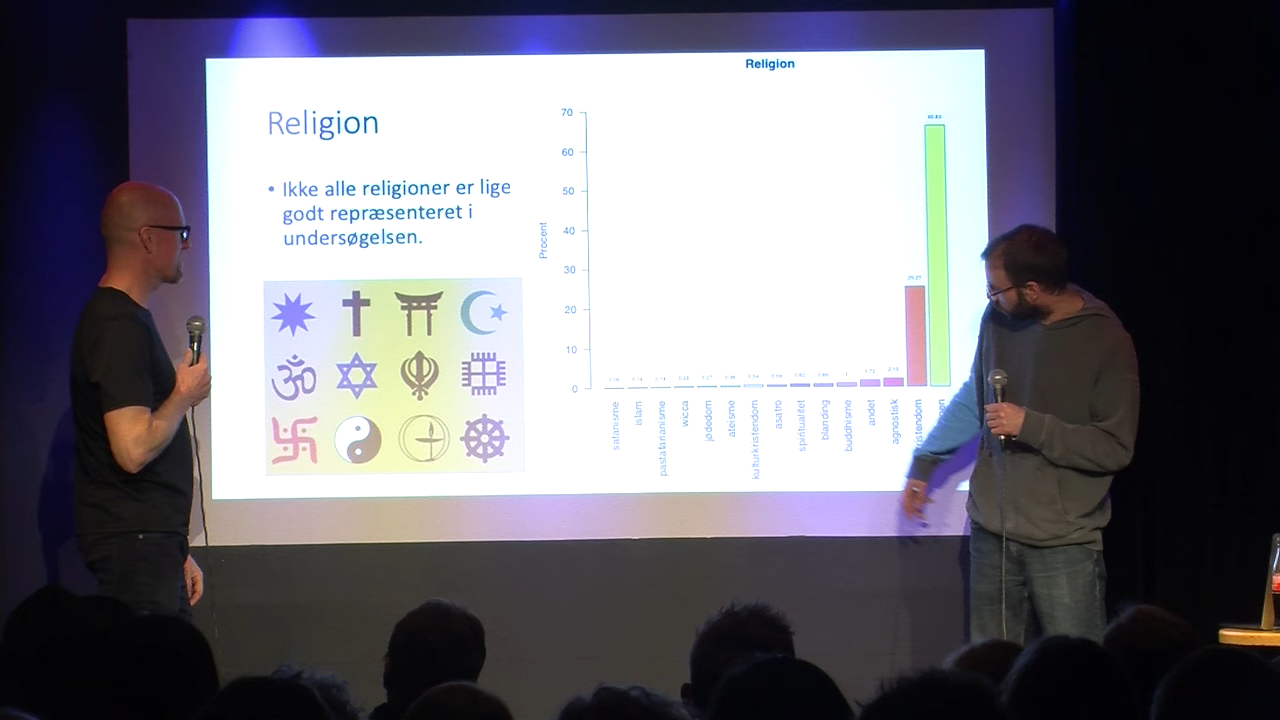 Religion
Religion
• Ikke alle religioner er lige
godt repræsenteret i
undersøgelsen.
Procent
70
60
50
40
30
20
10
0
satanisme
islam
pastafarianisme
wicca
jødedom
ateisme
kulturkristendom
asatro
spiritualitet
blanding
buddhisme
andet
agnostisk